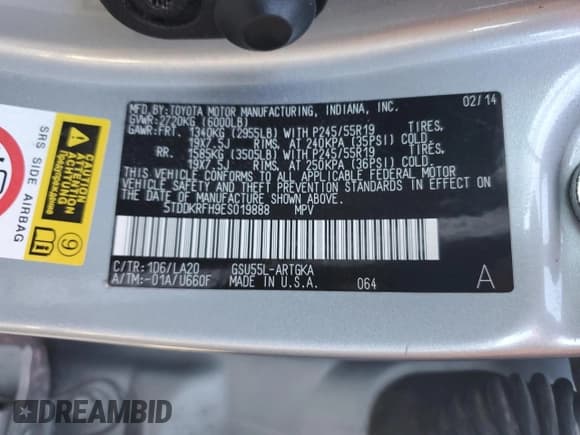 MFD. BY: TOYOTA MOTOR MANUFACTURING, INDIANA, INC. 02/14
GVWR: 2720KG (6000LB)
GAWR: FRT. 1340KG (2955LB) WITH P245/55R19 TIRES,
19X7.5J RIMS, AT 240KPA (35PSI) COLD.
RR. (3505LB) WITH P245/55R19 TIRES,
19X7.5J RIMS, AT 250KPA (36PSI) COLD.
THIS VEHICLE CONFORMS TO ALL APPLICABLE FEDERAL MOTOR
VEHICLE SAFETY AND THEFT PREVENTION STANDARDS IN EFFECT ON
THE DATE OF MANUFACTURE SHOWN ABOVE.
5TDDKRFH9ES019888 MPV
C/TR: 1D6/LA20 GSU55L-ARTGKA
A/TM:-01A/U660F MADE IN U.S.A. 064 A
SRS SIDE AIRBAG
CAUTION
ATTENTION
ACHTUNG
9
DREAMBID